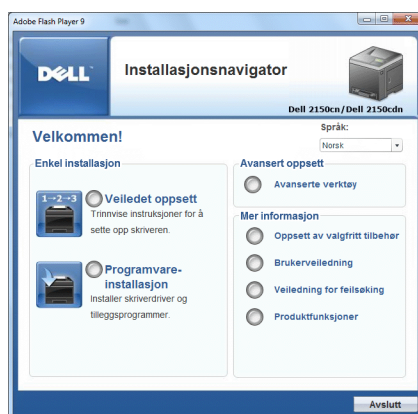 Adobe Flash Player 9
DELL
Installasjonsnavigator
Dell 2150cn/Dell 2150cdn
Velkommen!
Språk:
Norsk
Enkel installasjon
1→2→3
Veiledet oppsett
Trinnvise instruksjoner for å
sette opp skriveren.
Programvare-
installasjon
Installer skriverdriver og
tilleggsprogrammer.
Avansert oppsett
Avanserte verktøy
Mer informasjon
Oppsett av valgfritt tilbehør
Brukerveiledning
Veiledning for feilsøking
Produktfunksjoner
Avslutt